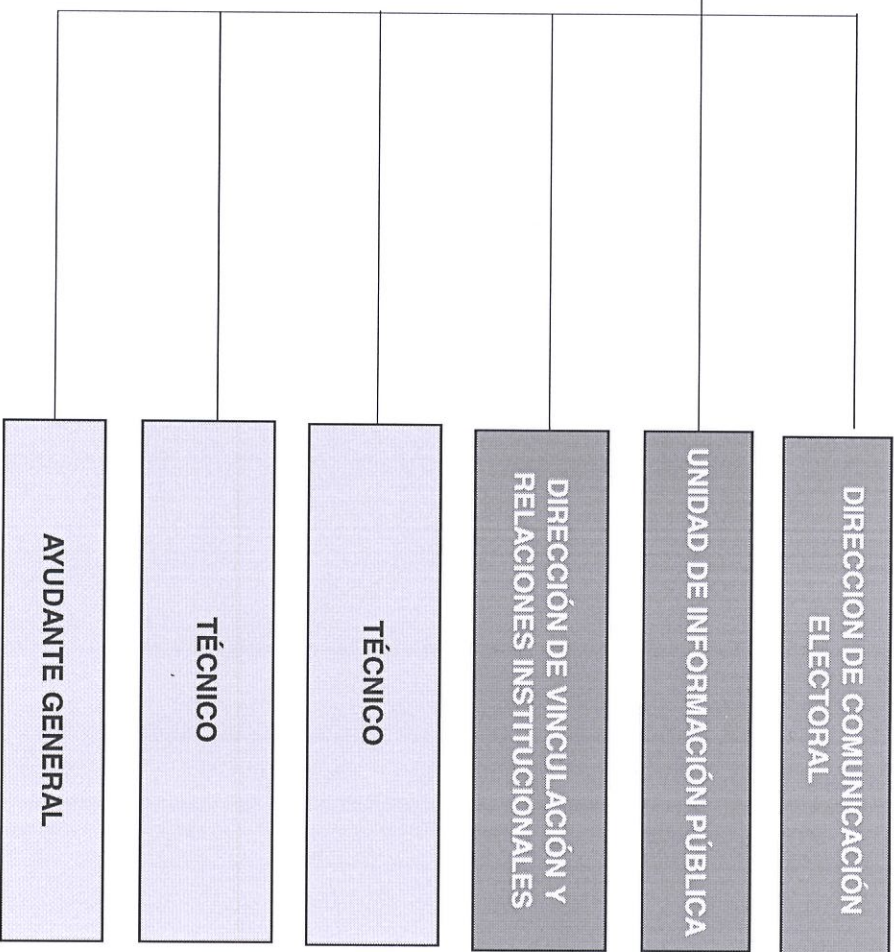 DIRECCION DE COMUNICACIÓN
ELECTORAL
UNIDAD DE INFORMACIÓN PÚBLICA
DIRECCIÓN DE VINCULACIÓN Y
RELACIONES INSTITUCIONALES
TÉCNICO
TÉCNICO
AYUDANTE GENERAL